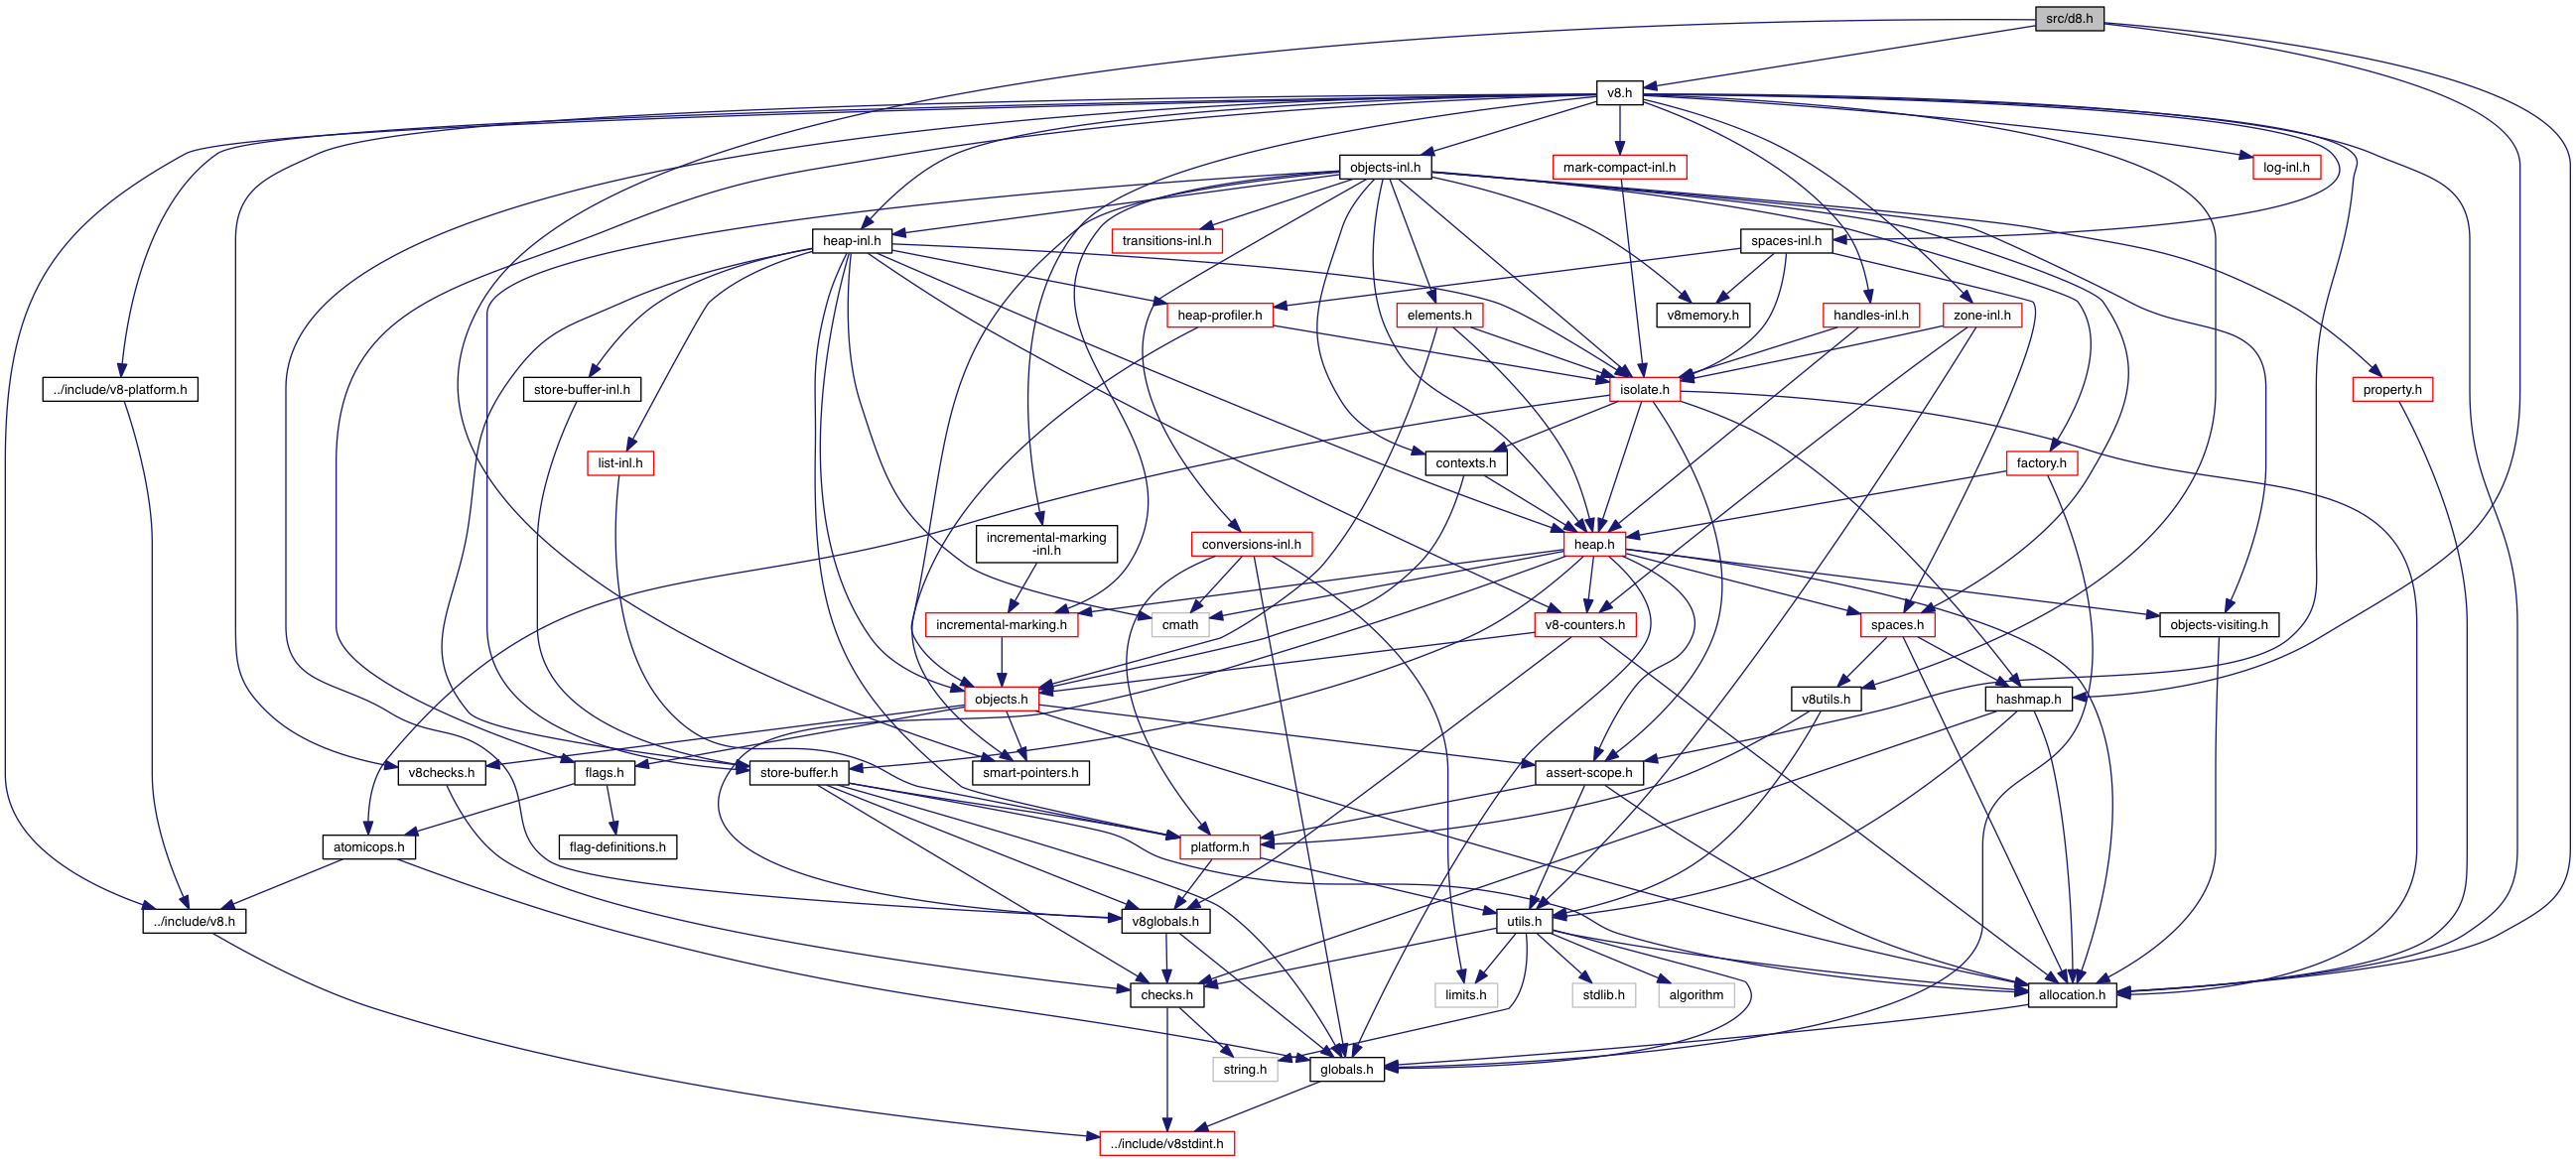 src/d8.h
v8.h
objects-inl.h
mark-compact-inl.h
log-inl.h
heap-inl.h
transitions-inl.h
spaces-inl.h
heap-profiler.h
elements.h
v8memory.h
handles-inl.h
zone-inl.h
../include/v8-platform.h
store-buffer-inl.h
isolate.h
property.h
list-inl.h
contexts.h
factory.h
incremental-marking
-inl.h
conversions-inl.h
heap.h
incremental-marking.h
cmath
v8-counters.h
spaces.h
objects-visiting.h
objects.h
v8utils.h
hashmap.h
v8checks.h
flags.h
store-buffer.h
smart-pointers.h
assert-scope.h
atomicops.h
flag-definitions.h
platform.h
../include/v8.h
v8globals.h
utils.h
checks.h
limits.h
stdlib.h
algorithm
allocation.h
string.h
globals.h
../include/v8stdint.h